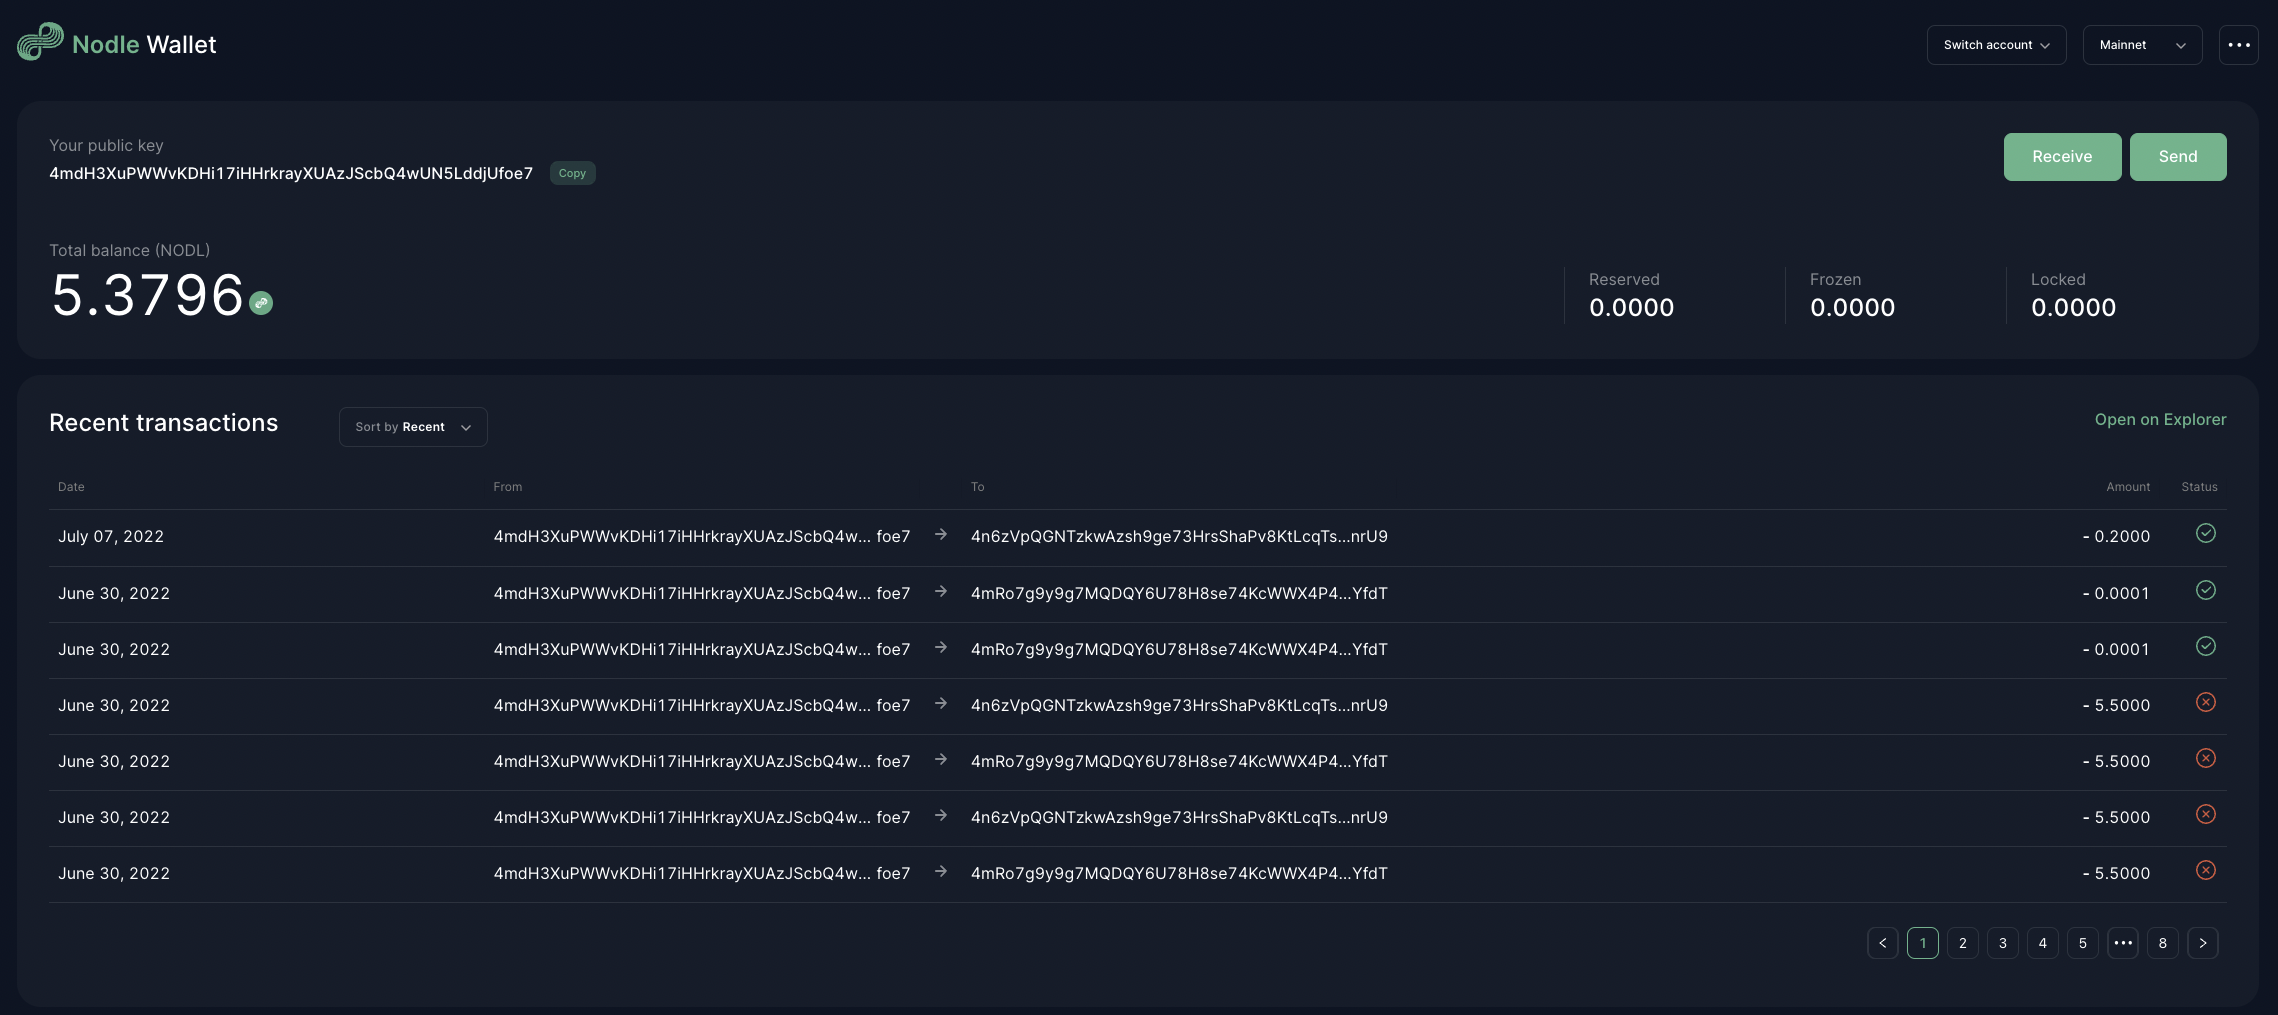 Nodle Wallet
Switch account
Mainnet
Your public key
4mdH3XuPWWvKDHi17iHHrkrayXUAzJScbQ4wUN5LddjUfoe7 Copy
Receive Send
Total balance (NODL)
5.3796
Reserved
0.0000
Frozen
0.0000
Locked
0.0000
Recent transactions
Sort by Recent
Open on Explorer
Date From To Amount Status
July 07, 2022 4mdH3XuPWWvKDHi17iHHrkrayXUAzJScbQ4w... foe7 → 4n6zVpQGNTzkwAzsh9ge73HrsShaPv8KtLcqTs...nrU9 - 0.2000
June 30, 2022 4mdH3XuPWWvKDHi17iHHrkrayXUAzJScbQ4w... foe7 → 4mRo7g9y9g7MQDQY6U78H8se74KcWWX4P4...YfdT - 0.0001
June 30, 2022 4mdH3XuPWWvKDHi17iHHrkrayXUAzJScbQ4w... foe7 → 4mRo7g9y9g7MQDQY6U78H8se74KcWWX4P4...YfdT - 0.0001
June 30, 2022 4mdH3XuPWWvKDHi17iHHrkrayXUAzJScbQ4w... foe7 → 4n6zVpQGNTzkwAzsh9ge73HrsShaPv8KtLcqTs...nrU9 - 5.5000
June 30, 2022 4mdH3XuPWWvKDHi17iHHrkrayXUAzJScbQ4w... foe7 → 4mRo7g9y9g7MQDQY6U78H8se74KcWWX4P4...YfdT - 5.5000
June 30, 2022 4mdH3XuPWWvKDHi17iHHrkrayXUAzJScbQ4w... foe7 → 4n6zVpQGNTzkwAzsh9ge73HrsShaPv8KtLcqTs...nrU9 - 5.5000
June 30, 2022 4mdH3XuPWWvKDHi17iHHrkrayXUAzJScbQ4w... foe7 → 4mRo7g9y9g7MQDQY6U78H8se74KcWWX4P4...YfdT - 5.5000
< 1 2 3 4 5 ••• 8 >